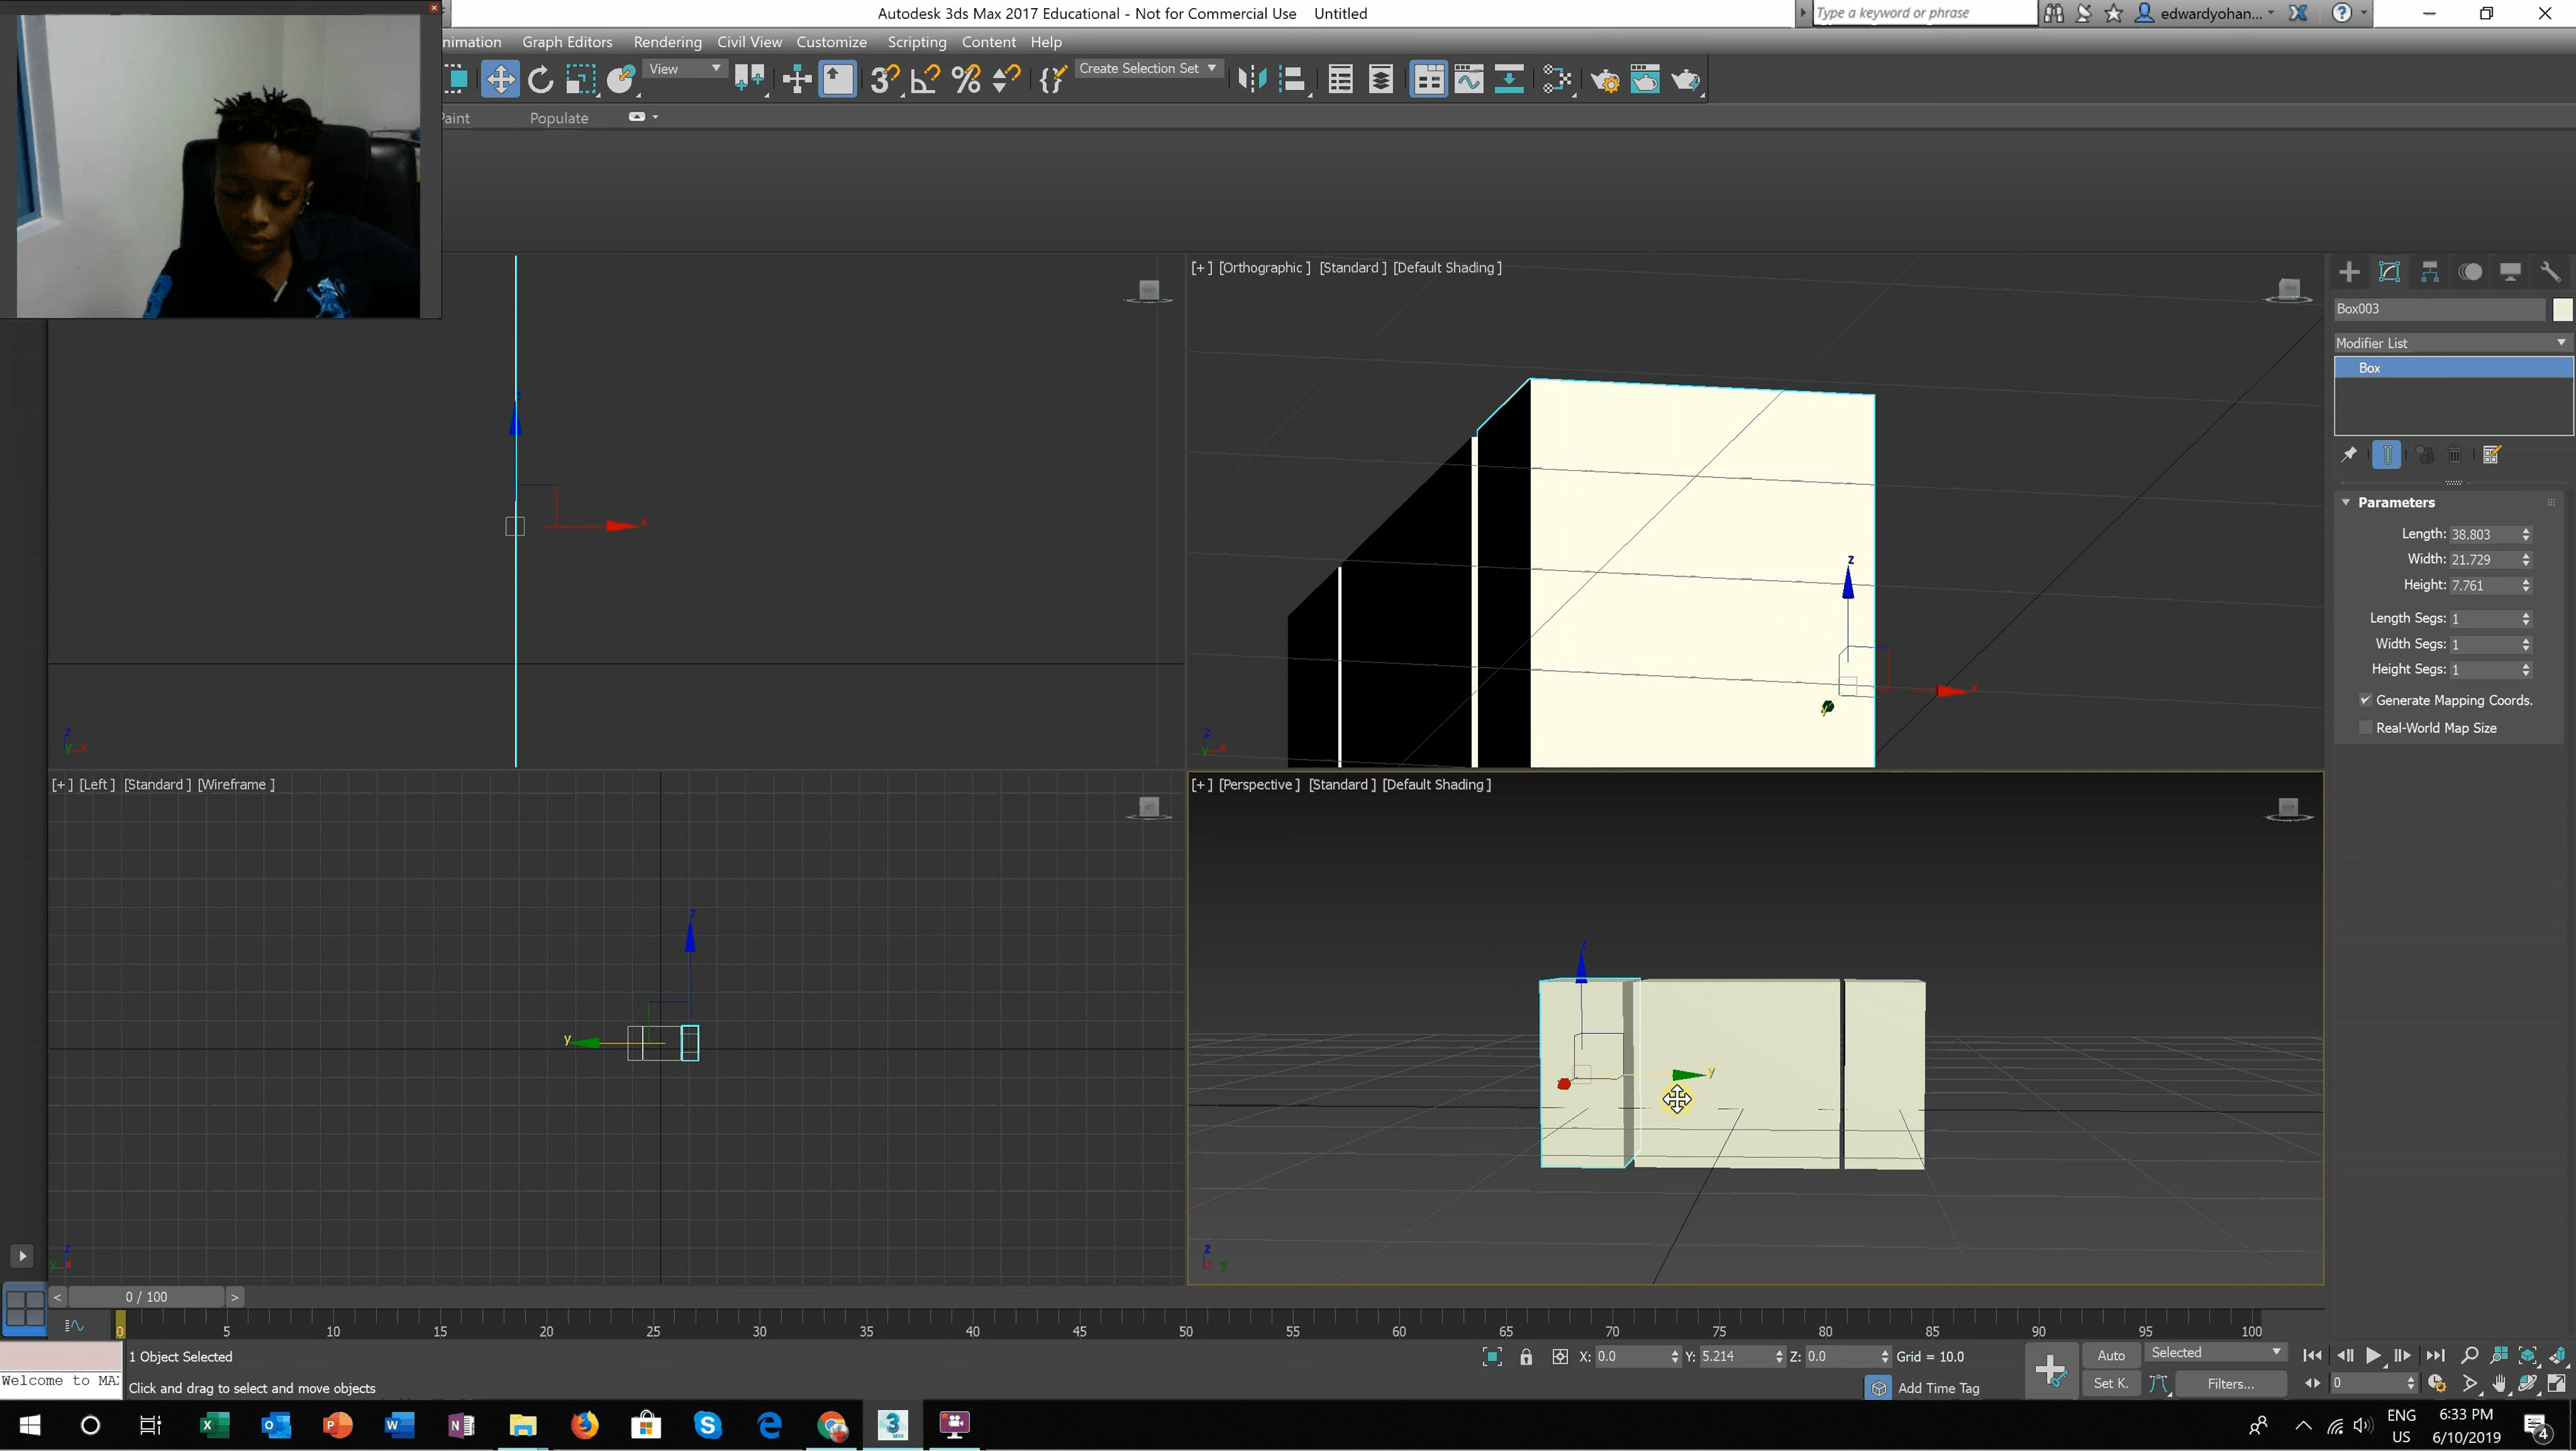 Autodesk 3ds Max 2017 Educational - Not for Commercial Use Untitled
Type a keyword or phrase
edwardyohan...
nimation Graph Editors Rendering Civil View Customize Scripting Content Help
View
Create Selection Set
aint Populate
[+] [Orthographic ] [Standard ] [Default Shading ]
Box003
Modifier List
Box
Parameters
Length: 38.803
Width: 21.729
Height: 7.761
Length Segs: 1
Width Segs: 1
Height Segs: 1
Generate Mapping Coords.
Real-World Map Size
[+] [Left ] [Standard ] [Wireframe ]
[+] [Perspective ] [Standard ] [Default Shading ]
< 0 / 100 >
0 5 10 15 20 25 30 35 40 45 50 55 60 65 70 75 80 85 90 95 100
1 Object Selected
X: 0.0 Y: 5.214 Z: 0.0 Grid = 10.0
Auto Selected
Welcome to MA
Click and drag to select and move objects
Add Time Tag
Set K. Filters... 0
ENG
US
6:33 PM
6/10/2019
4